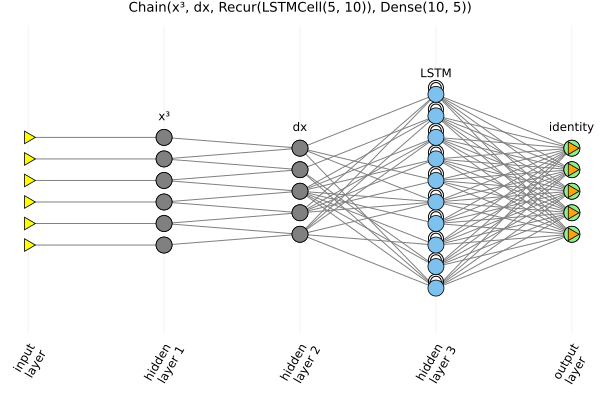 Chain(x³, dx, Recur(LSTMCell(5, 10)), Dense(10, 5))
LSTM
x³
dx
identity
input
layer
hidden
layer 1
hidden
layer 2
hidden
layer 3
output
layer